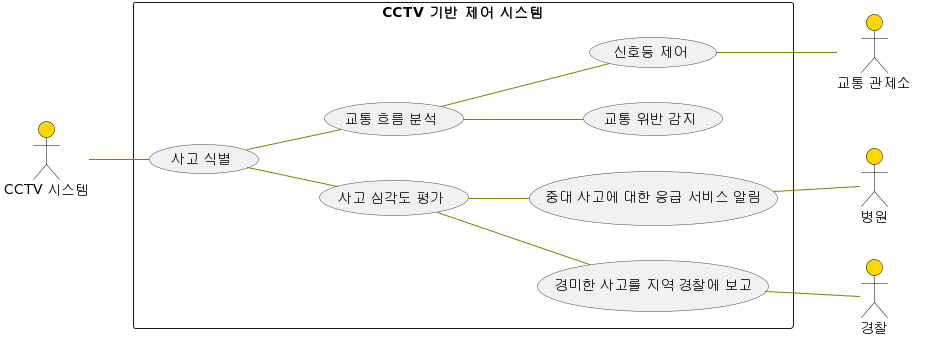 CCTV 기반 제어 시스템
신호등 제어
교통 관제소
교통 흐름 분석
교통 위반 감지
사고 식별
CCTV 시스템
사고 심각도 평가
중대 사고에 대한 응급 서비스 알림
병원
경미한 사고를 지역 경찰에 보고
경찰